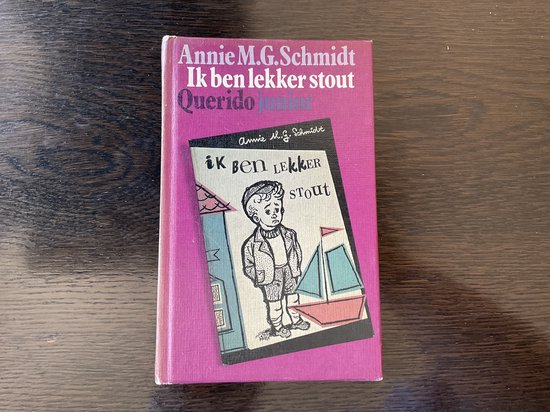 Annie M.G. Schmidt
Ik ben lekker stout
Querido junior
Annie M. G. Schmidt
iK BEN LEKKER
STOUT